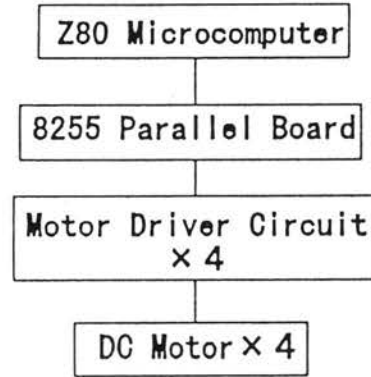 Z80 Microcomputer
8255 Parallel Board
Motor Driver Circuit
× 4
DC Motor × 4